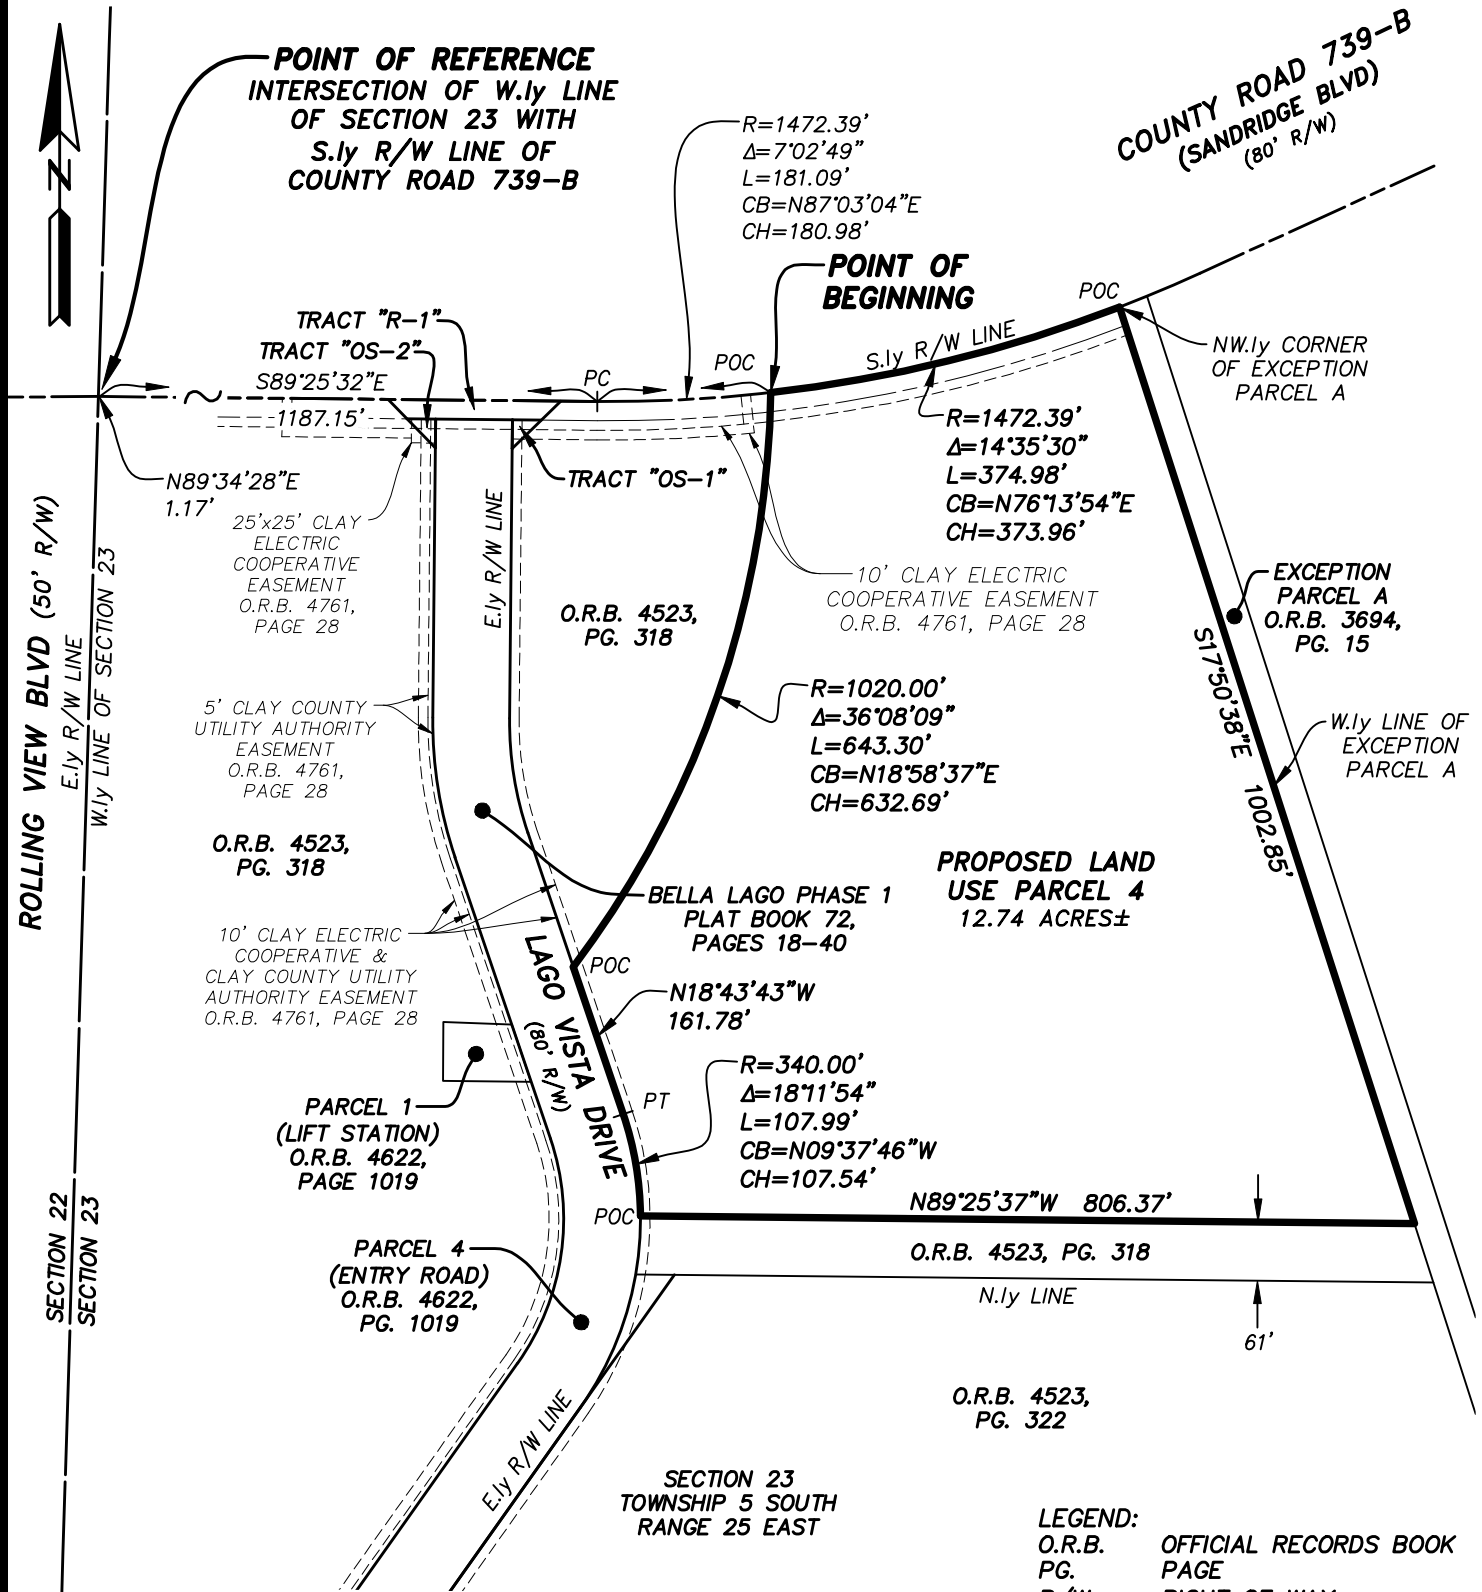 POINT OF REFERENCE
INTERSECTION OF W.ly LINE
OF SECTION 23 WITH
S.ly R/W LINE OF
COUNTY ROAD 739-B
N
COUNTY ROAD 739-B
(SANDRIDGE BLVD)
(80' R/W)
R=1472.39'
Δ=7°02'49"
L=181.09'
CB=N87°03'04"E
CH=180.98'
POINT OF
BEGINNING
POC
S.ly R/W LINE
NW.ly CORNER
OF EXCEPTION
PARCEL A
TRACT "R-1"
TRACT "OS-2"
S89°25'32"E
1187.15'
PC
POC
N89°34'28"E
1.17'
TRACT "OS-1"
R=1472.39'
Δ=14°35'30"
L=374.98'
CB=N76°13'54"E
CH=373.96'
25'x25' CLAY
ELECTRIC
COOPERATIVE
EASEMENT
O.R.B. 4761,
PAGE 28
E.ly R/W LINE
O.R.B. 4523,
PG. 318
10' CLAY ELECTRIC
COOPERATIVE EASEMENT
O.R.B. 4761, PAGE 28
EXCEPTION
PARCEL A
O.R.B. 3694,
PG. 15
S17°50'38"E 1002.85'
W.ly LINE OF
EXCEPTION
PARCEL A
ROLLING VIEW BLVD (50' R/W)
E.ly R/W LINE
W.ly LINE OF SECTION 23
5' CLAY COUNTY
UTILITY AUTHORITY
EASEMENT
O.R.B. 4761,
PAGE 28
R=1020.00'
Δ=36°08'09"
L=643.30'
CB=N18°58'37"E
CH=632.69'
O.R.B. 4523,
PG. 318
PROPOSED LAND
USE PARCEL 4
12.74 ACRES±
BELLA LAGO PHASE 1
PLAT BOOK 72,
PAGES 18-40
10' CLAY ELECTRIC
COOPERATIVE &
CLAY COUNTY UTILITY
AUTHORITY EASEMENT
O.R.B. 4761, PAGE 28
LAGO VISTA DRIVE
(80' R/W)
POC
N18°43'43"W
161.78'
R=340.00'
Δ=18°11'54"
L=107.99'
CB=N09°37'46"W
CH=107.54'
PT
PARCEL 1
(LIFT STATION)
O.R.B. 4622,
PAGE 1019
POC
N89°25'37"W 806.37'
O.R.B. 4523, PG. 318
N.ly LINE
61'
SECTION 22
SECTION 23
PARCEL 4
(ENTRY ROAD)
O.R.B. 4622,
PG. 1019
O.R.B. 4523,
PG. 322
E.ly R/W LINE
SECTION 23
TOWNSHIP 5 SOUTH
RANGE 25 EAST
LEGEND:
O.R.B. OFFICIAL RECORDS BOOK
PG. PAGE